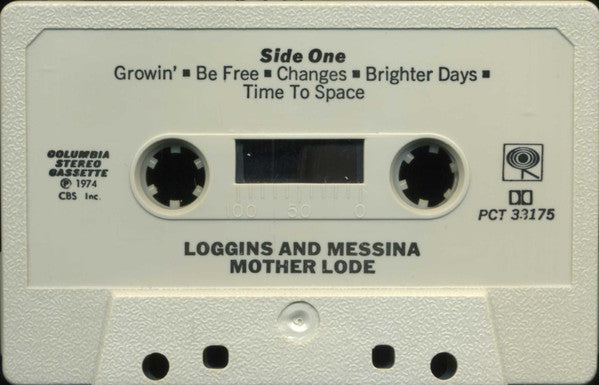 Side One
Growin' ■ Be Free ■ Changes ■ Brighter Days ■
Time To Space
COLUMBIA
STEREO
CASSETTE
℗ 1974
CBS Inc.
100 50 0
PCT 33175
LOGGINS AND MESSINA
MOTHER LODE